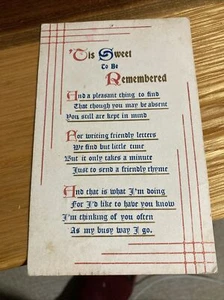 'Tis Sweet
To Be
Remembered
And a pleasant thing to find
That though you may be absent
You still are kept in mind
For writing friendly letters
We find but little time
But it only takes a minute
Just to send a friendly rhyme
And that is what I'm doing
For I'd like to have you know
I'm thinking of you often
As my busy way I go.